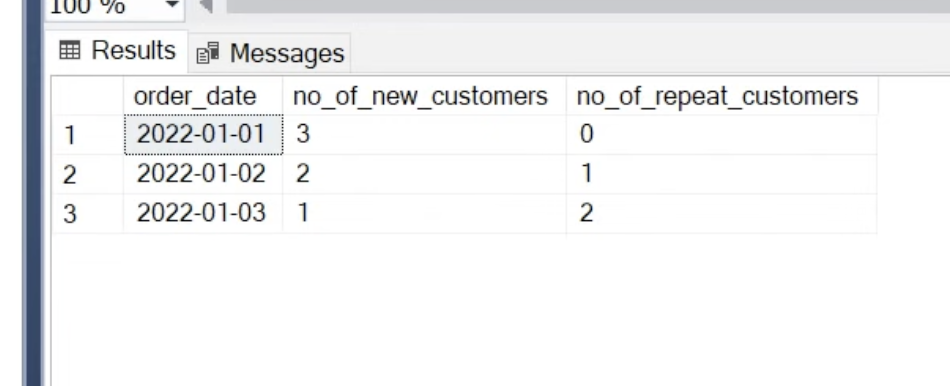 100 %
Results Messages
order_date no_of_new_customers no_of_repeat_customers
1 2022-01-01 3 0
2 2022-01-02 2 1
3 2022-01-03 1 2